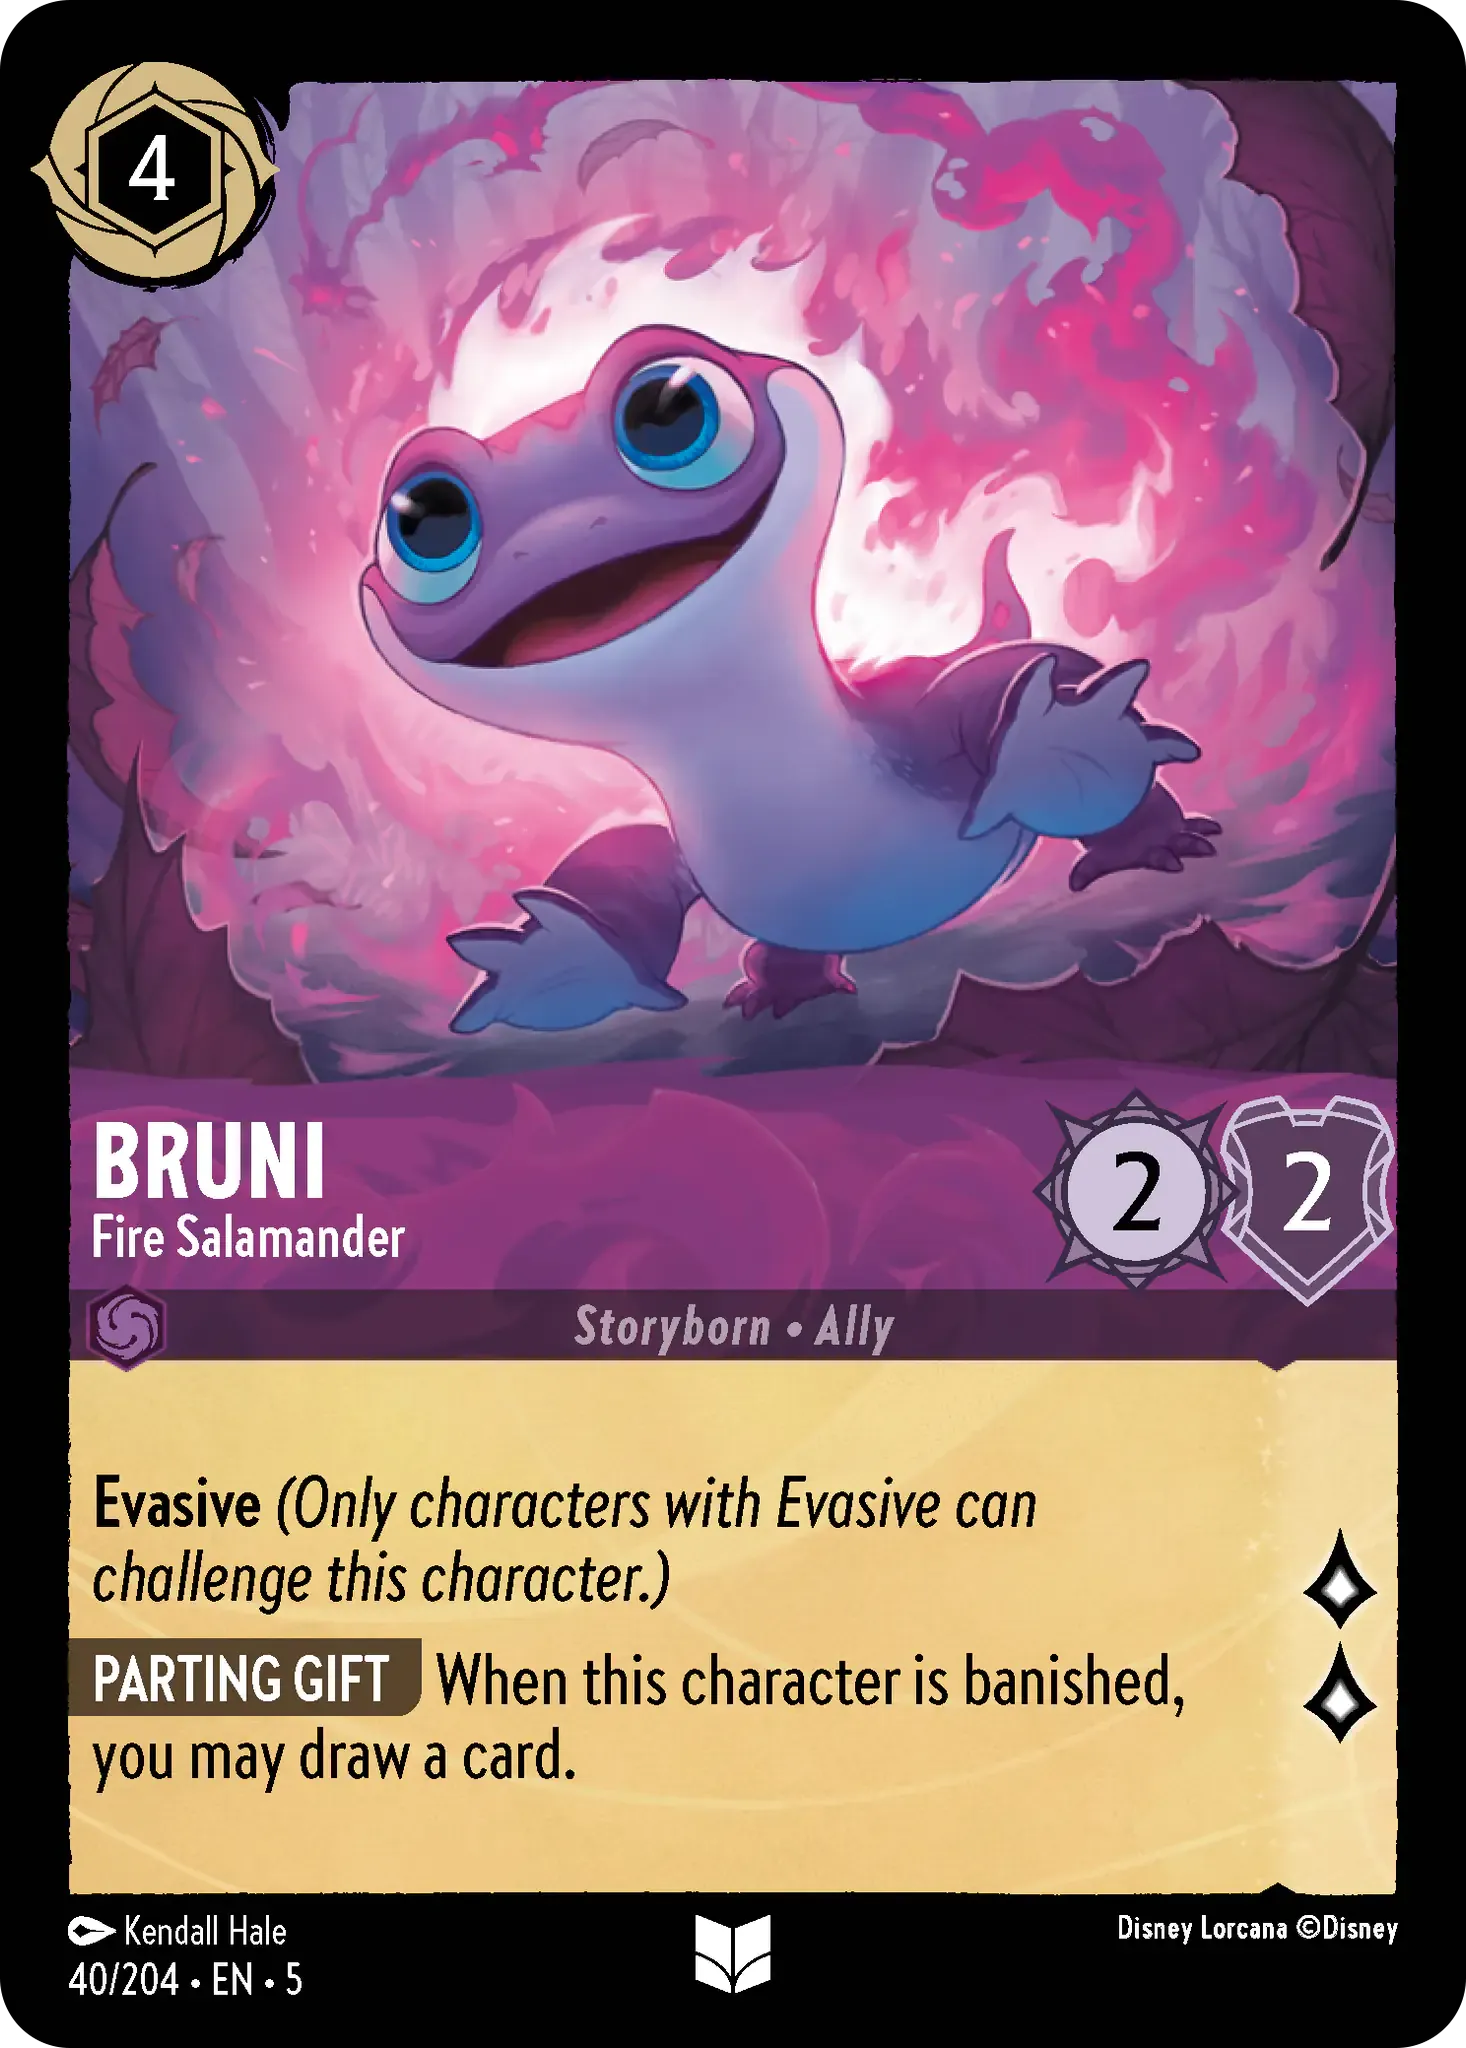 4
BRUNI
Fire Salamander
2
2
Storyborn • Ally
Evasive (Only characters with Evasive can
challenge this character.)
PARTING GIFT When this character is banished,
you may draw a card.
Kendall Hale
Disney Lorcana ©Disney
40/204 • EN • 5